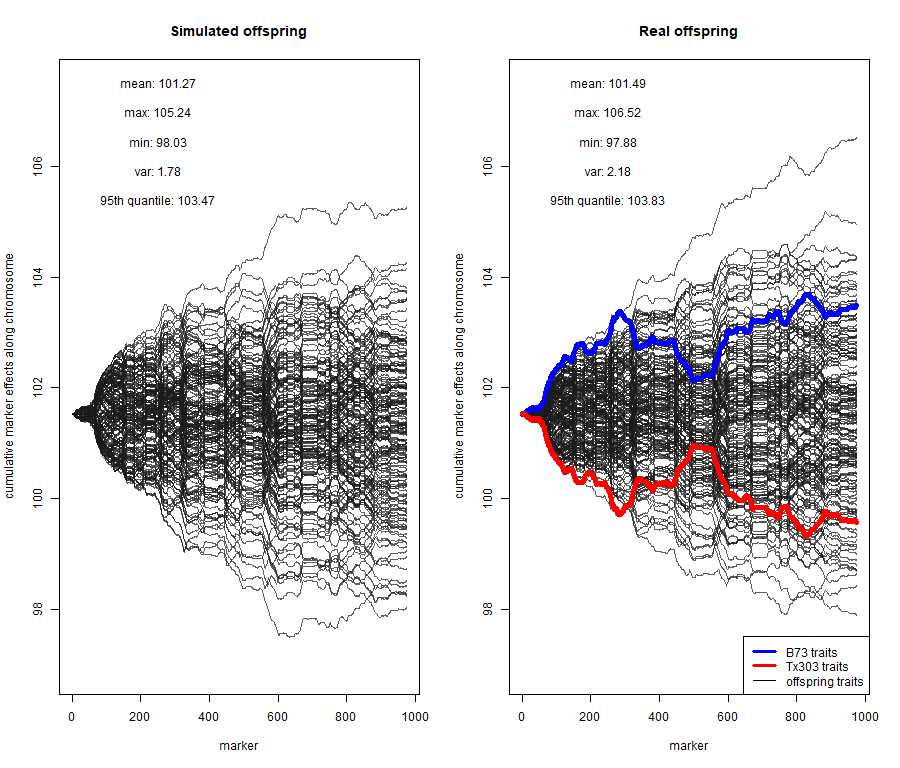 Simulated offspring
mean: 101.27
max: 105.24
min: 98.03
var: 1.78
95th quantile: 103.47
cumulative marker effects along chromosome
98
100
102
104
106
0 200 400 600 800 1000
marker
Real offspring
mean: 101.49
max: 106.52
min: 97.88
var: 2.18
95th quantile: 103.83
cumulative marker effects along chromosome
98
100
102
104
106
B73 traits
Tx303 traits
offspring traits
0 200 400 600 800 1000
marker